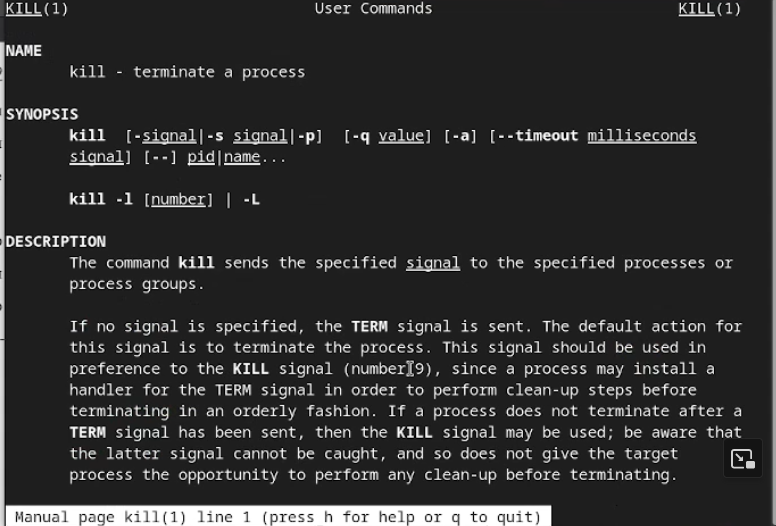 KILL(1) User Commands KILL(1)
NAME
kill - terminate a process
SYNOPSIS
kill [-signal|-s signal|-p] [-q value] [-a] [--timeout milliseconds
signal] [--] pid|name...
kill -l [number] | -L
DESCRIPTION
The command kill sends the specified signal to the specified processes or
process groups.
If no signal is specified, the TERM signal is sent. The default action for
this signal is to terminate the process. This signal should be used in
preference to the KILL signal (number 9), since a process may install a
handler for the TERM signal in order to perform clean-up steps before
terminating in an orderly fashion. If a process does not terminate after a
TERM signal has been sent, then the KILL signal may be used; be aware that
the latter signal cannot be caught, and so does not give the target
process the opportunity to perform any clean-up before terminating.
Manual page kill(1) line 1 (press h for help or q to quit)